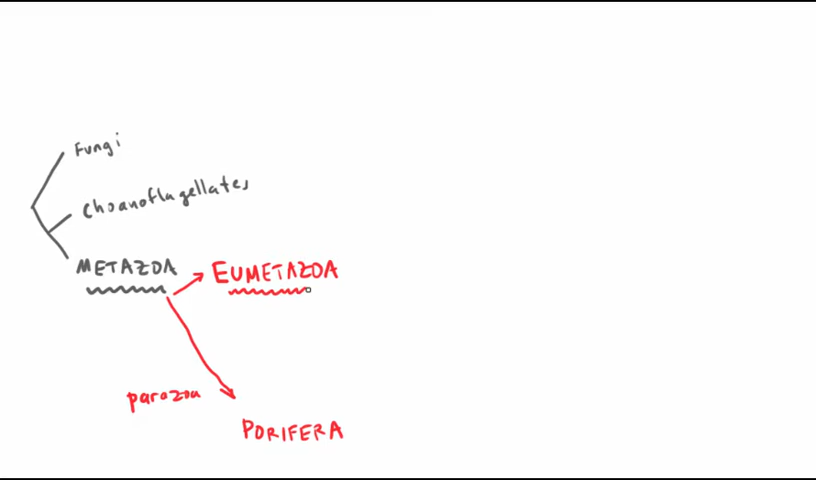 Fungi
Choanoflagellates
METAZOA
EUMETAZOA
parazoa
PORIFERA